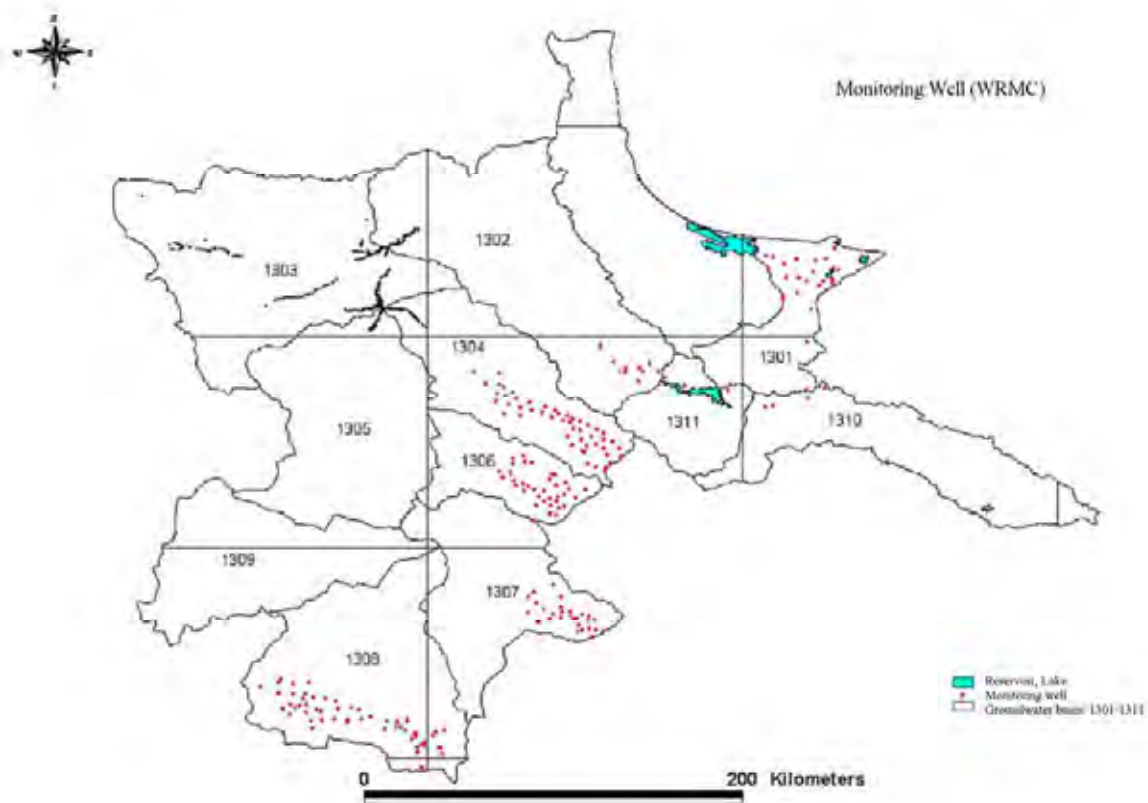 Monitoring Well (WRMC)
1302
1303
1304
1301
1305
1311
1310
1306
1309
1307
1308
Reservoir, Lake
Monitoring well
Groundwater basin 1301-1311
0 200 Kilometers